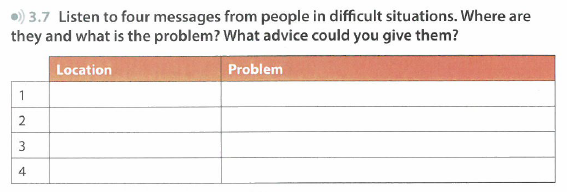 3.7 Listen to four messages from people in difficult situations. Where are
they and what is the problem? What advice could you give them?
Location Problem
1
2
3
4